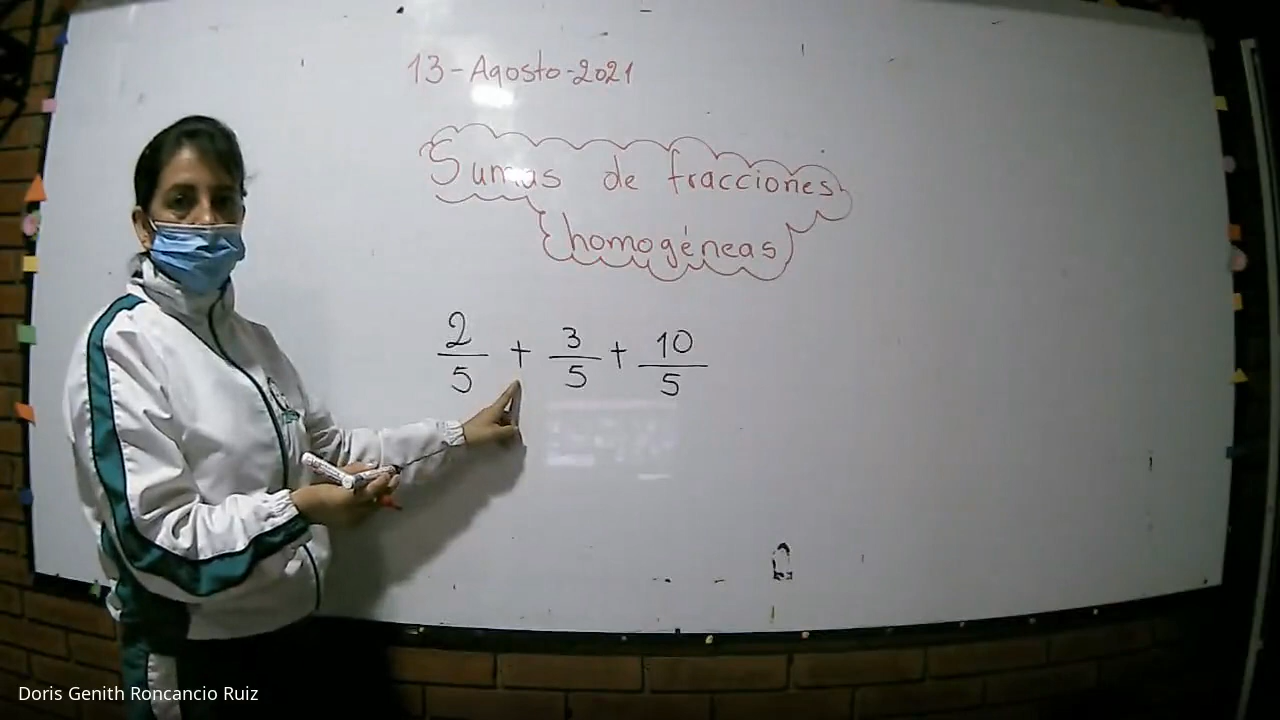 13-Agosto-2021
Sumas de fracciones
homogéneas
2/5 + 3/5 + 10/5
Doris Genith Roncancio Ruiz